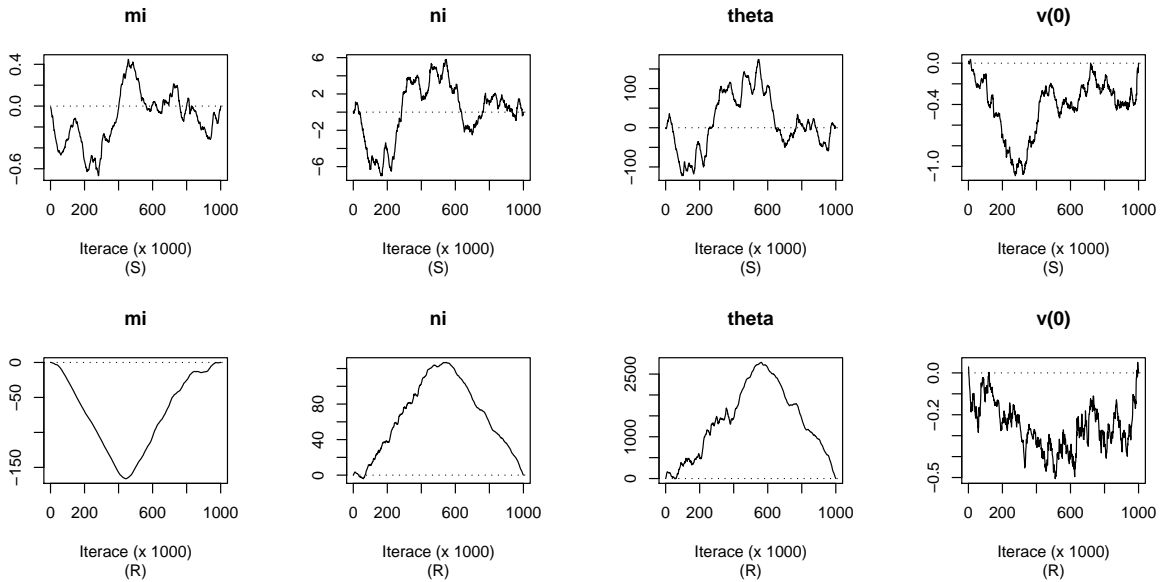 mi ni theta v(0)
−0.6 0.0 0.4
−6 −2 2 6
−100 0 100
−1.0 −0.4 0.0
0 200 600 1000 0 200 600 1000 0 200 600 1000 0 200 600 1000
Iterace (x 1000) Iterace (x 1000) Iterace (x 1000) Iterace (x 1000)
(S) (S) (S) (S)
mi ni theta v(0)
−150 −50 0
0 40 80
0 1000 2500
−0.5 −0.2 0.0
0 200 600 1000 0 200 600 1000 0 200 600 1000 0 200 600 1000
Iterace (x 1000) Iterace (x 1000) Iterace (x 1000) Iterace (x 1000)
(R) (R) (R) (R)